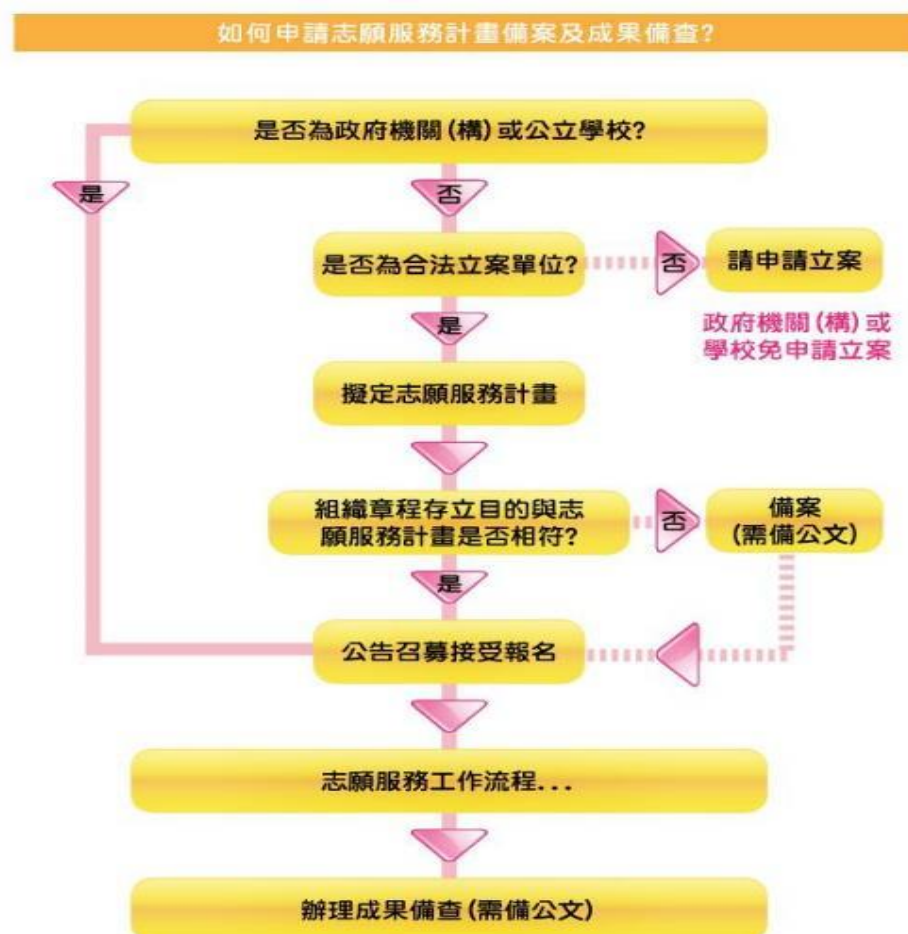 如何申請志願服務計畫備案及成果備查?
是否為政府機關(構)或公立學校?
是
否
是否為合法立案單位?
否
請申請立案
政府機關(構)或
學校免申請立案
是
擬定志願服務計畫
組織章程存立目的與志
願服務計畫是否相符?
否
備案
(需備公文)
是
公告召募接受報名
志願服務工作流程...
辦理成果備查(需備公文)